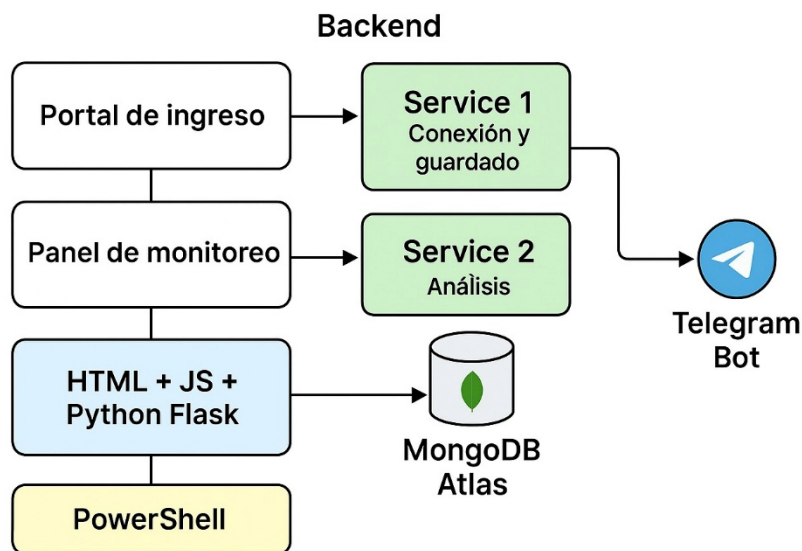 Backend
Portal de ingreso
Service 1
Conexión y
guardado
Panel de monitoreo
Service 2
Análisis
Telegram
Bot
HTML + JS +
Python Flask
MongoDB
Atlas
PowerShell